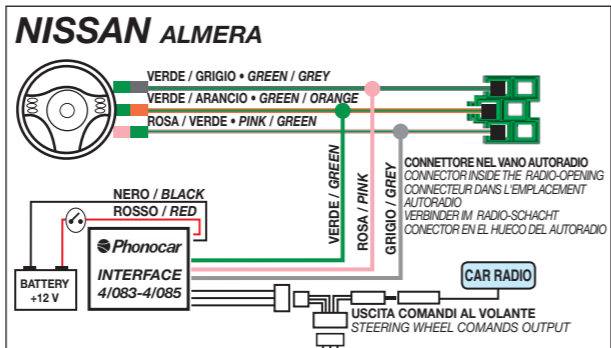 NISSAN ALMERA
VERDE / GRIGIO • GREEN / GREY
VERDE / ARANCIO • GREEN / ORANGE
ROSA / VERDE • PINK / GREEN
CONNETTORE NEL VANO AUTORADIO
CONNECTOR INSIDE THE RADIO-OPENING
CONNECTEUR DANS L'EMPLACEMENT
AUTORADIO
VERBINDER IM RADIO-SCHACHT
CONECTOR EN EL HUECO DEL AUTORADIO
VERDE / GREEN
ROSA / PINK
GRIGIO / GREY
NERO / BLACK
ROSSO / RED
Phonocar
INTERFACE
4/083-4/085
BATTERY
+12 V
CAR RADIO
USCITA COMANDI AL VOLANTE
STEERING WHEEL COMANDS OUTPUT